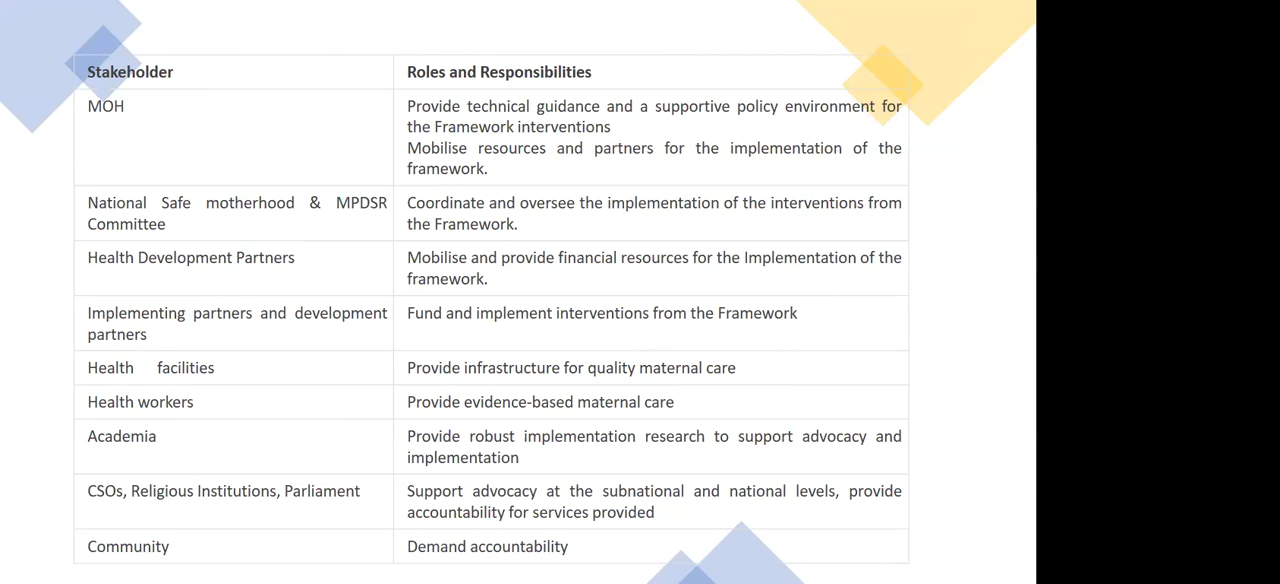 Stakeholder
Roles and Responsibilities
MOH
Provide technical guidance and a supportive policy environment for
the Framework interventions
Mobilise resources and partners for the implementation of the
framework.
National Safe motherhood & MPDSR
Committee
Coordinate and oversee the implementation of the interventions from
the Framework.
Health Development Partners
Mobilise and provide financial resources for the Implementation of the
framework.
Implementing partners and development
partners
Fund and implement interventions from the Framework
Health facilities
Provide infrastructure for quality maternal care
Health workers
Provide evidence-based maternal care
Academia
Provide robust implementation research to support advocacy and
implementation
CSOs, Religious Institutions, Parliament
Support advocacy at the subnational and national levels, provide
accountability for services provided
Community
Demand accountability